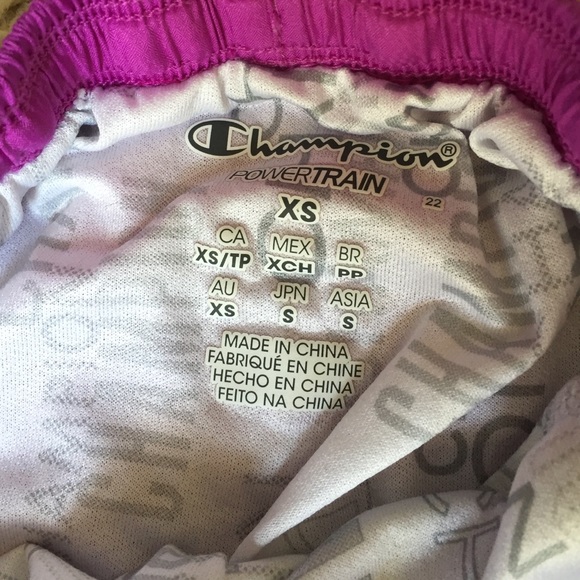 Champion®
POWERTRAIN
22
XS
CA MEX BR
XS/TP XCH PP
AU JPN ASIA
XS S S
MADE IN CHINA
FABRIQUÉ EN CHINE
HECHO EN CHINA
FEITO NA CHINA